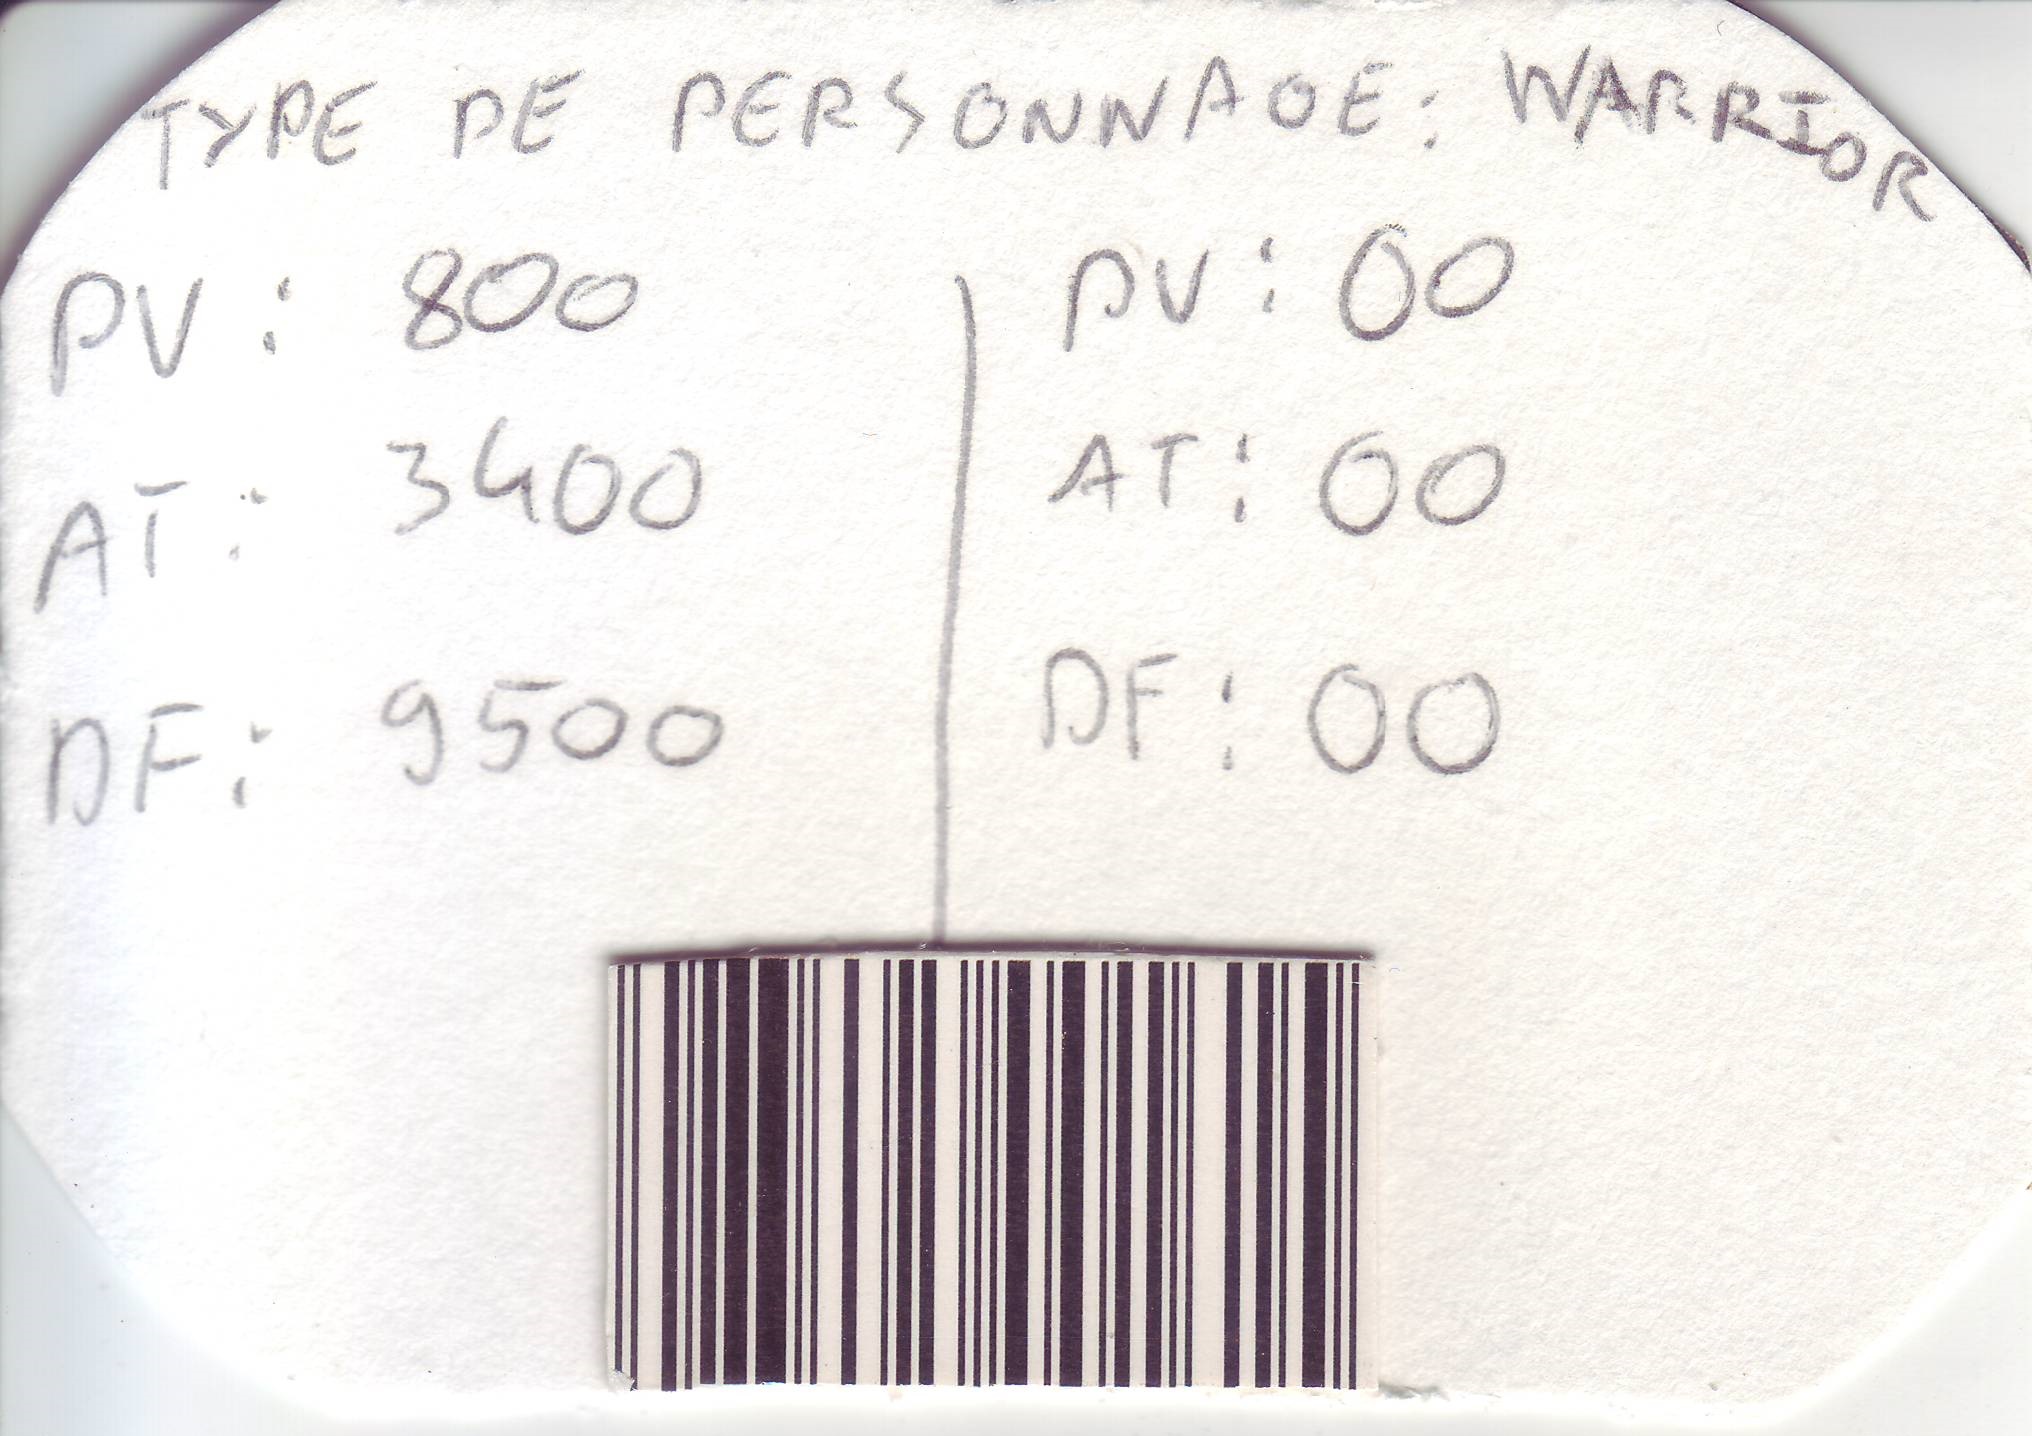 TYPE DE PERSONNAGE: WARRIOR
PV: 800
AT: 3400
DF: 9500
PV: 00
AT: 00
DF: 00